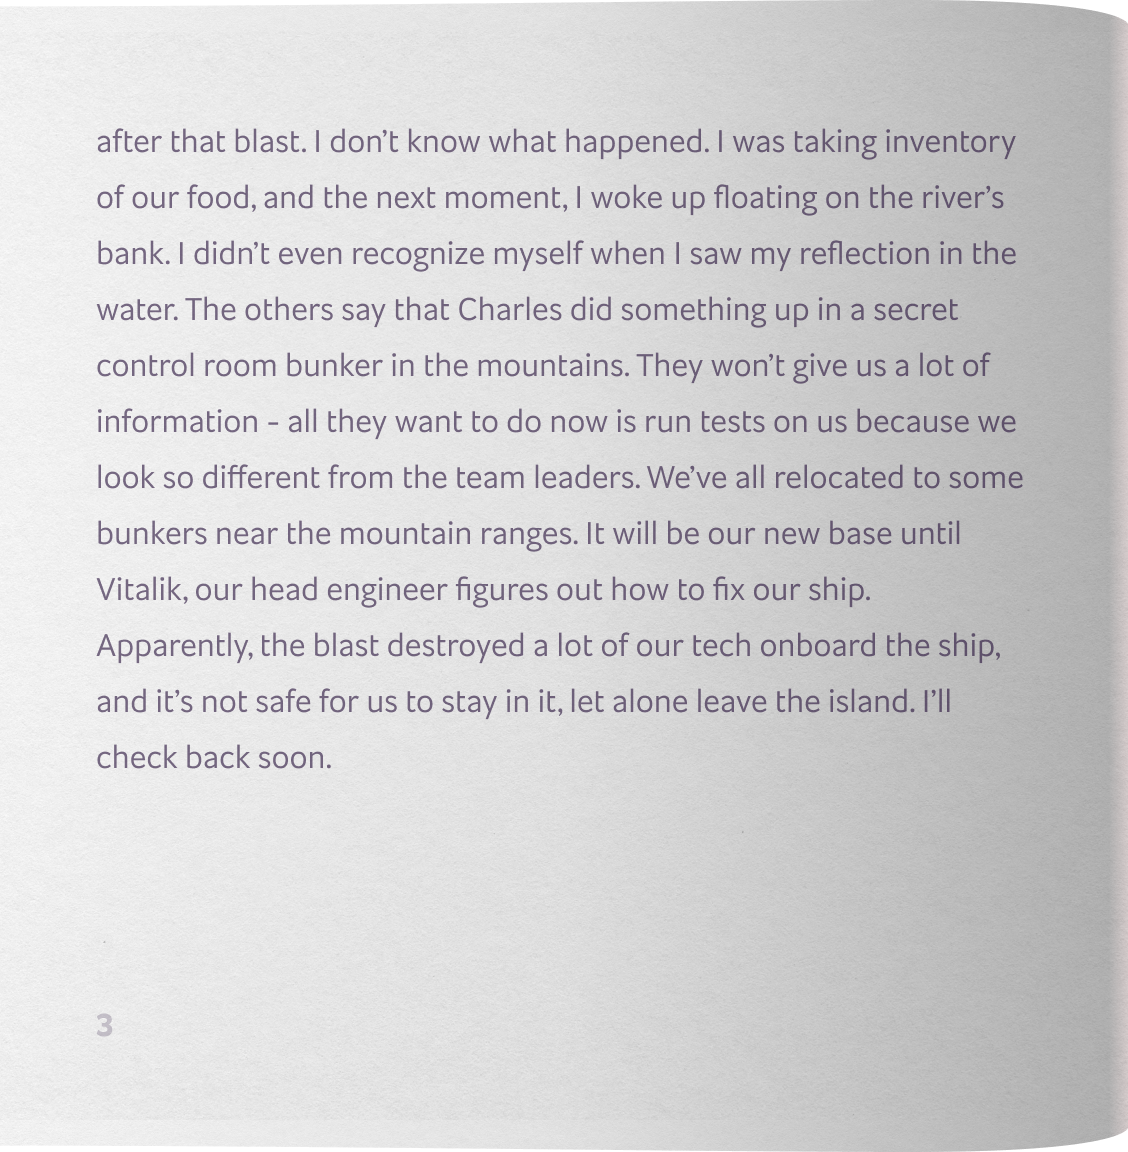 after that blast. I don’t know what happened. I was taking inventory
of our food, and the next moment, I woke up floating on the river’s
bank. I didn’t even recognize myself when I saw my reflection in the
water. The others say that Charles did something up in a secret
control room bunker in the mountains. They won’t give us a lot of
information - all they want to do now is run tests on us because we
look so different from the team leaders. We’ve all relocated to some
bunkers near the mountain ranges. It will be our new base until
Vitalik, our head engineer figures out how to fix our ship.
Apparently, the blast destroyed a lot of our tech onboard the ship,
and it’s not safe for us to stay in it, let alone leave the island. I’ll
check back soon.
3